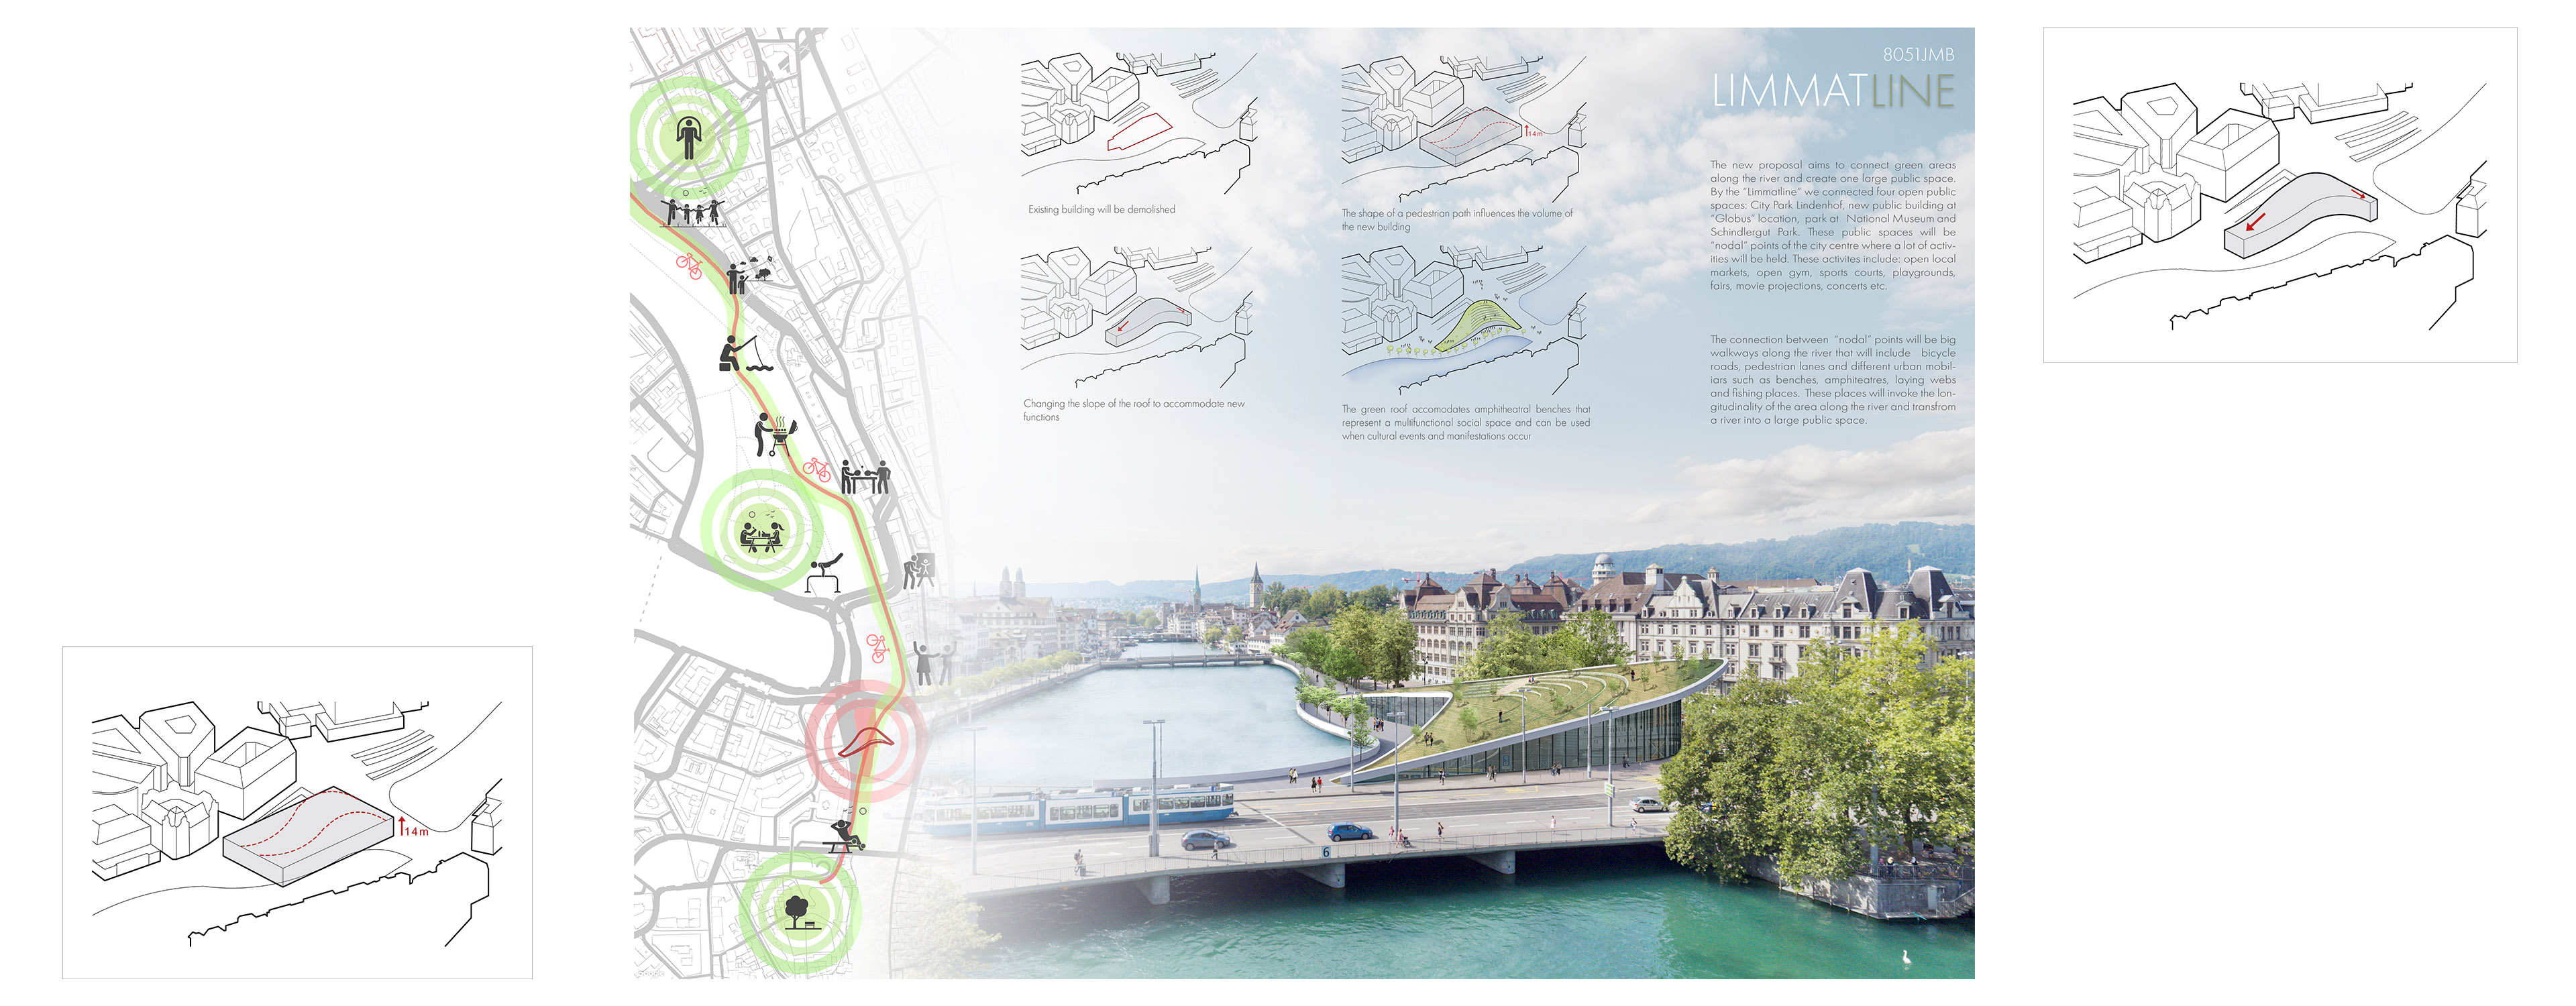 8051JMB
LIMMATLINE
14m
Existing building will be demolished
The shape of a pedestrian path influences the volume of
the new building
Changing the slope of the roof to accommodate new
functions
The green roof accomodates amphitheatral benches that
represent a multifunctional social space and can be used
when cultural events and manifestations occur
The new proposal aims to connect green areas
along the river and create one large public space.
By the "Limmatline" we connected four open public
spaces: City Park Lindenhof, new public building at
"Globus" location, park at National Museum and
Schindlergut Park. These public spaces will be
"nodal" points of the city centre where a lot of activ-
ities will be held. These activites include: open local
markets, open gym, sports courts, playgrounds,
fairs, movie projections, concerts etc.
The connection between "nodal" points will be big
walkways along the river that will include bicycle
roads, pedestrian lanes and different urban mobil-
iars such as benches, amphiteatres, laying webs
and fishing places. These places will invoke the lon-
gitudinality of the area along the river and transfrom
a river into a large public space.
6
14m